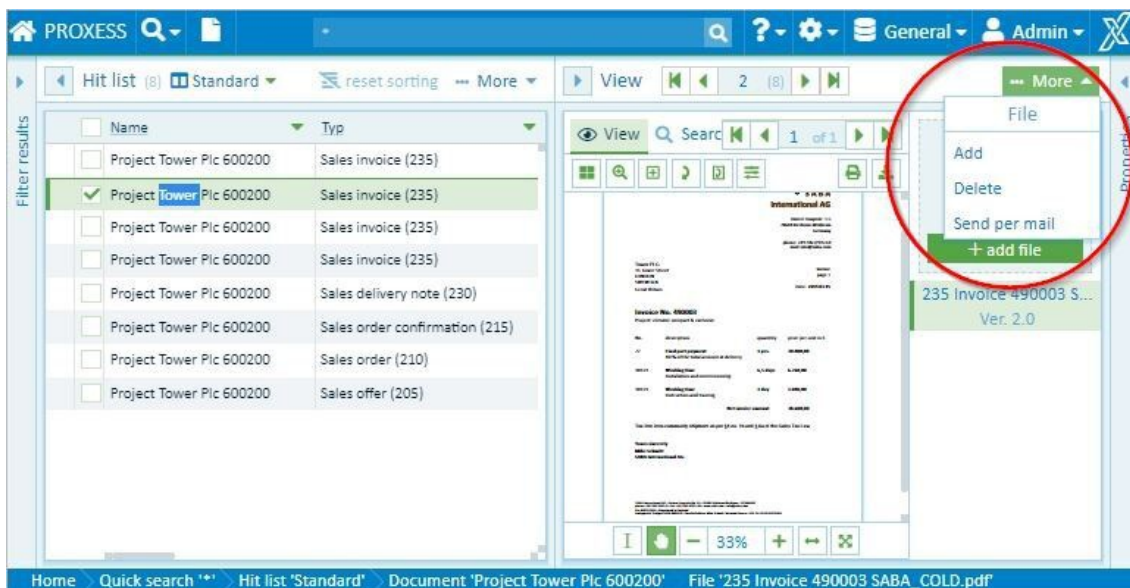 PROXESS
*
General
Admin
Hit list (8) Standard
reset sorting
More
View
2 (8)
More
Filter results
Name Typ
Project Tower Plc 600200 Sales invoice (235)
Project Tower Plc 600200 Sales invoice (235)
Project Tower Plc 600200 Sales invoice (235)
Project Tower Plc 600200 Sales invoice (235)
Project Tower Plc 600200 Sales delivery note (230)
Project Tower Plc 600200 Sales order confirmation (215)
Project Tower Plc 600200 Sales order (210)
Project Tower Plc 600200 Sales offer (205)
View Searc 1 of 1
SABA
International AG
Invoice No. 490003
33%
File
Add
Delete
Send per mail
+ add file
235 Invoice 490003 S...
Ver. 2.0
Home Quick search '*' Hit list 'Standard' Document 'Project Tower Plc 600200' File '235 Invoice 490003 SABA_COLD.pdf'